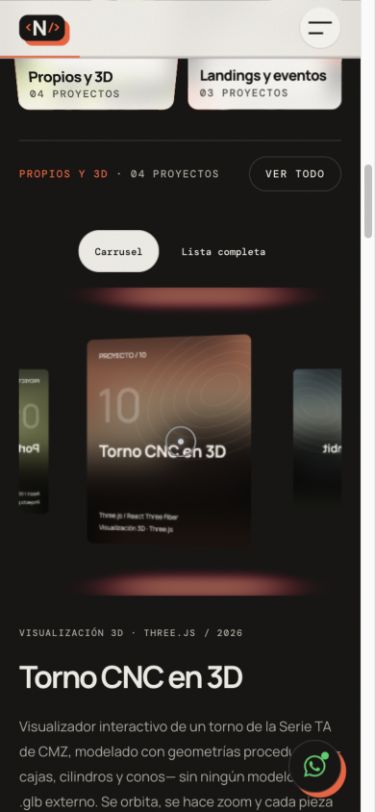 <N/>
Propios y 3D
04 PROYECTOS
Landings y eventos
03 PROYECTOS
PROPIOS Y 3D · 04 PROYECTOS
VER TODO
Carrusel
Lista completa
PROYECTO / 10
10
Torno CNC en 3D
Three.js / React Three Fiber
Visualización 3D · Three.js
VISUALIZACIÓN 3D · THREE.JS / 2026
Torno CNC en 3D
Visualizador interactivo de un torno de la Serie TA
de CMZ, modelado con geometrías
cajas, cilindros y conos— sin ningún
.glb externo. Se orbita, se hace zoom y cada pieza